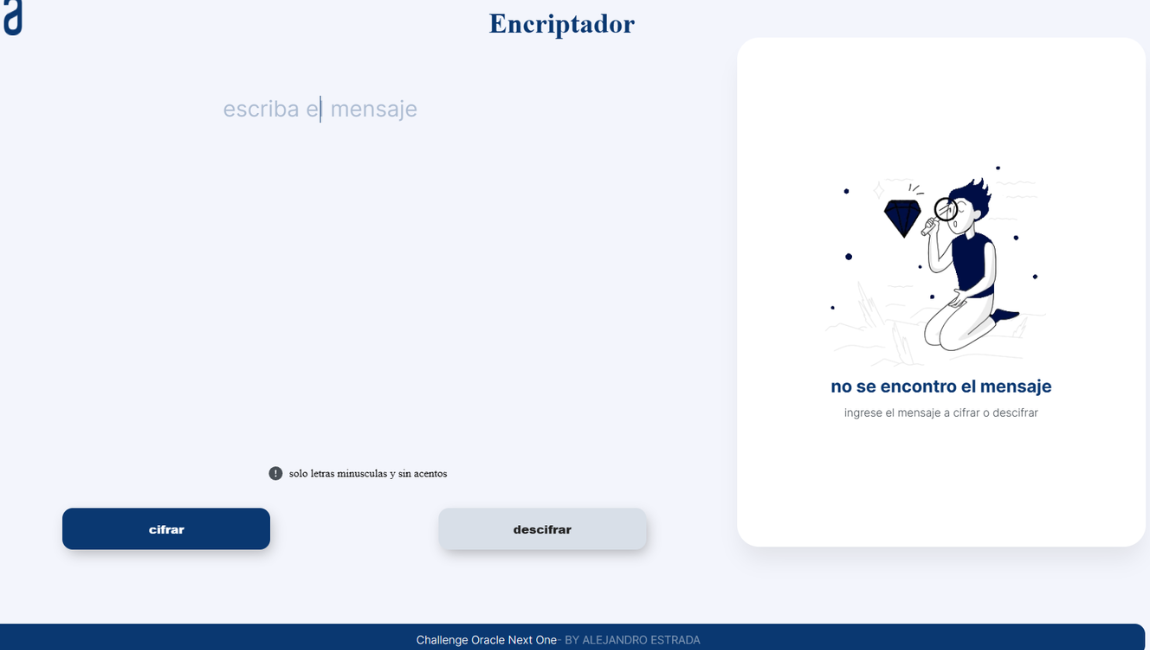 a
Encriptador
escriba el mensaje
no se encontro el mensaje
ingrese el mensaje a cifrar o descifrar
! solo letras minusculas y sin acentos
cifrar
descifrar
Challenge Oracle Next One- BY ALEJANDRO ESTRADA